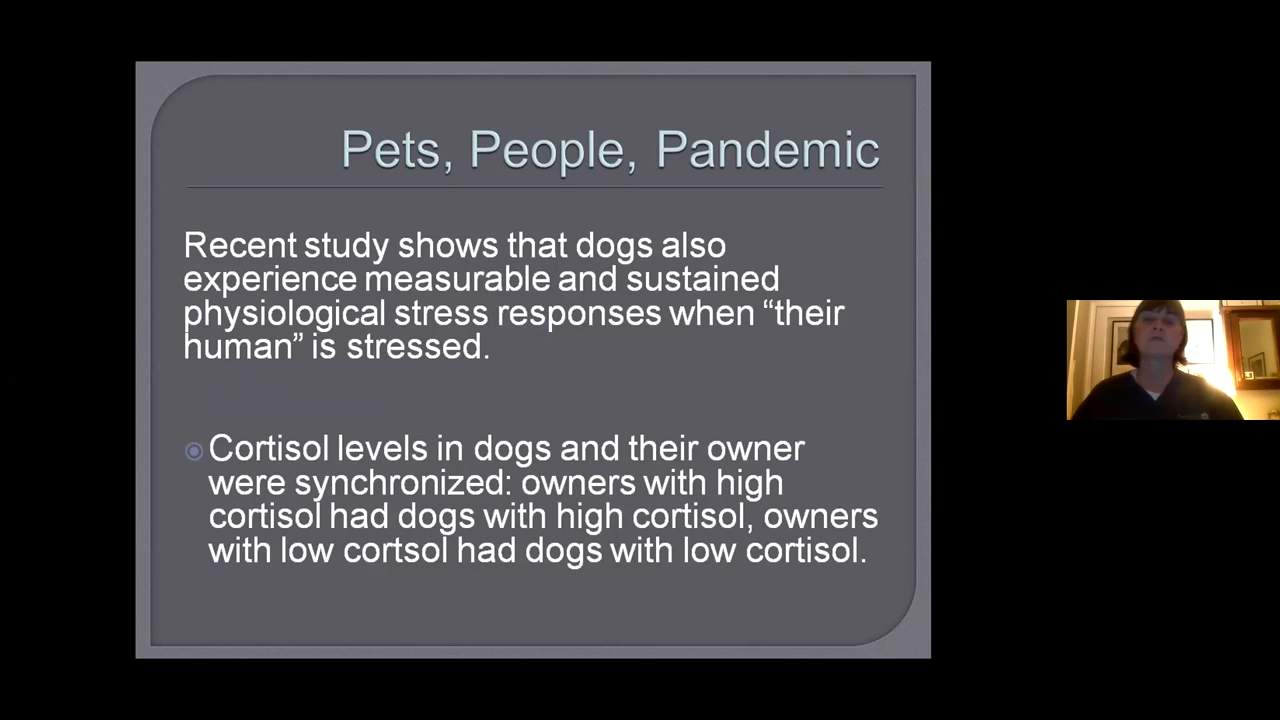 Pets, People, Pandemic
Recent study shows that dogs also
experience measurable and sustained
physiological stress responses when “their
human” is stressed.
Cortisol levels in dogs and their owner
were synchronized: owners with high
cortisol had dogs with high cortisol, owners
with low cortsol had dogs with low cortisol.